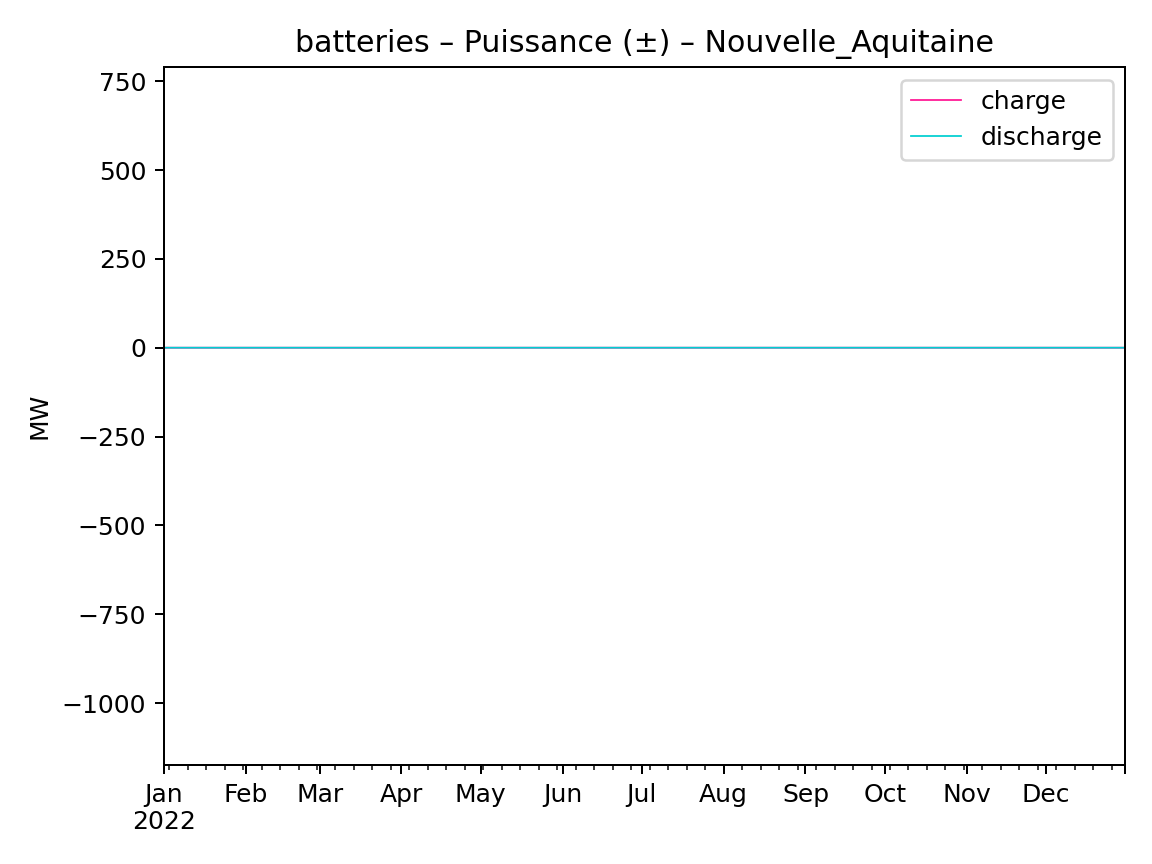 batteries – Puissance (±) – Nouvelle_Aquitaine
750
500
250
0
−250
−500
−750
−1000
MW
charge
discharge
Jan Feb Mar Apr May Jun Jul Aug Sep Oct Nov Dec
2022